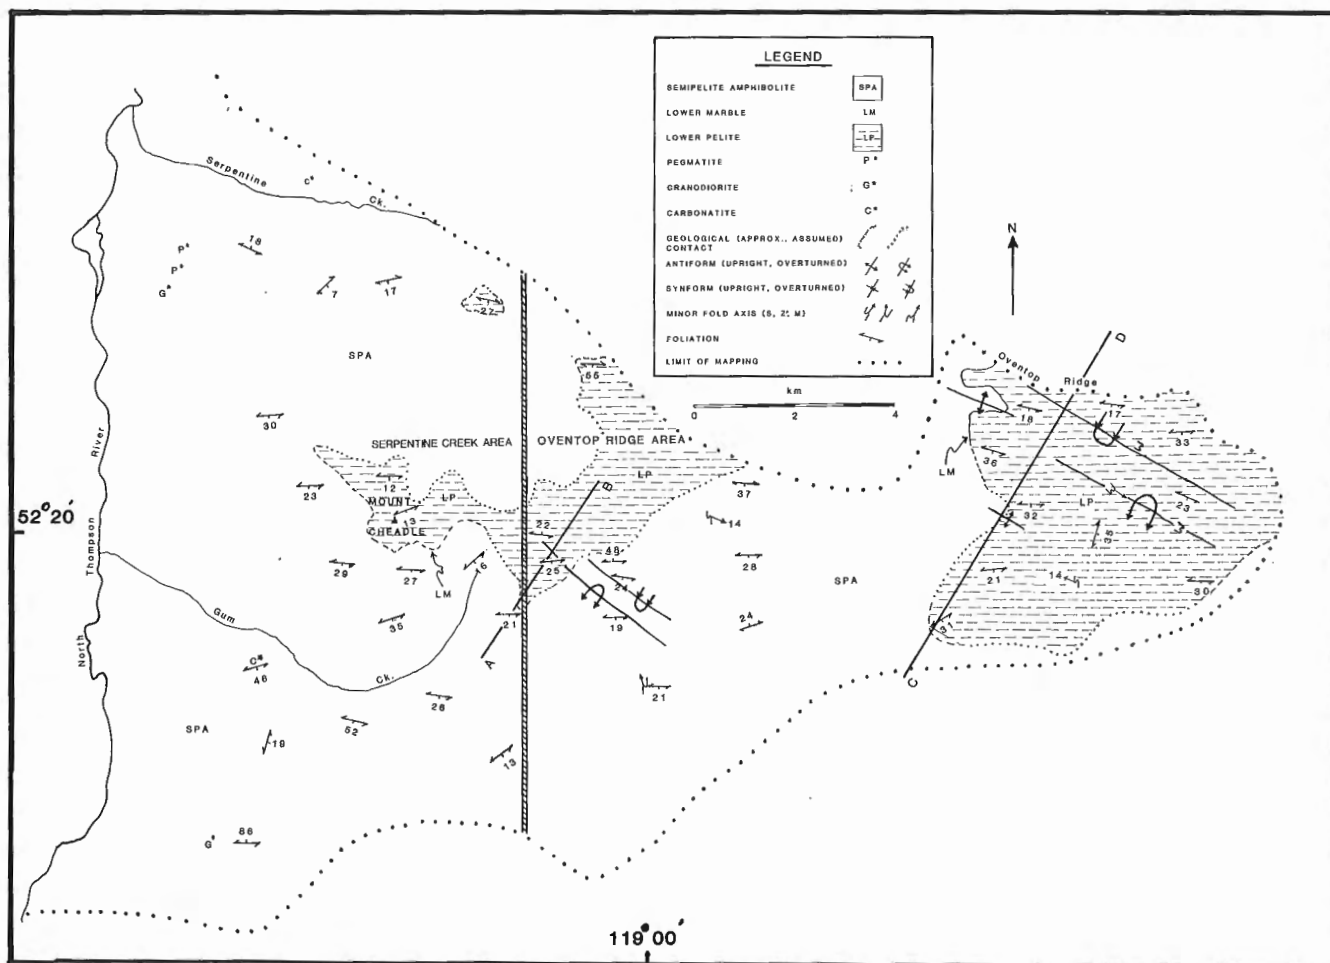 LEGEND
SEMIPELITE AMPHIBOLITE SPA
LOWER MARBLE LM
LOWER PELITE LP
PEGMATITE P*
GRANODIORITE G*
CARBONATITE C*
GEOLOGICAL (APPROX., ASSUMED)
CONTACT
ANTIFORM (UPRIGHT, OVERTURNED)
SYNFORM (UPRIGHT, OVERTURNED)
MINOR FOLD AXIS (S, Z, M)
FOLIATION
LIMIT OF MAPPING
km
0 2 4
N
Serpentine
Ck.
C*
18
P*
P*
G*
7
17
27
SPA
55
30
SERPENTINE CREEK AREA
OVENTOP RIDGE AREA
23
12
MOUNT
LP
13
CHEADLE
LP
B
37
14
22
52°20'
River
Thompson
North
29
27
LM
16
25
48
24
28
SPA
Gum
Ck.
35
21
19
24
A
C*
46
26
21
SPA
19
52
13
G*
86
119°00'
Oventop
Ridge
D
18
17
33
LM
36
LP
23
32
35
21
14
30
31
C